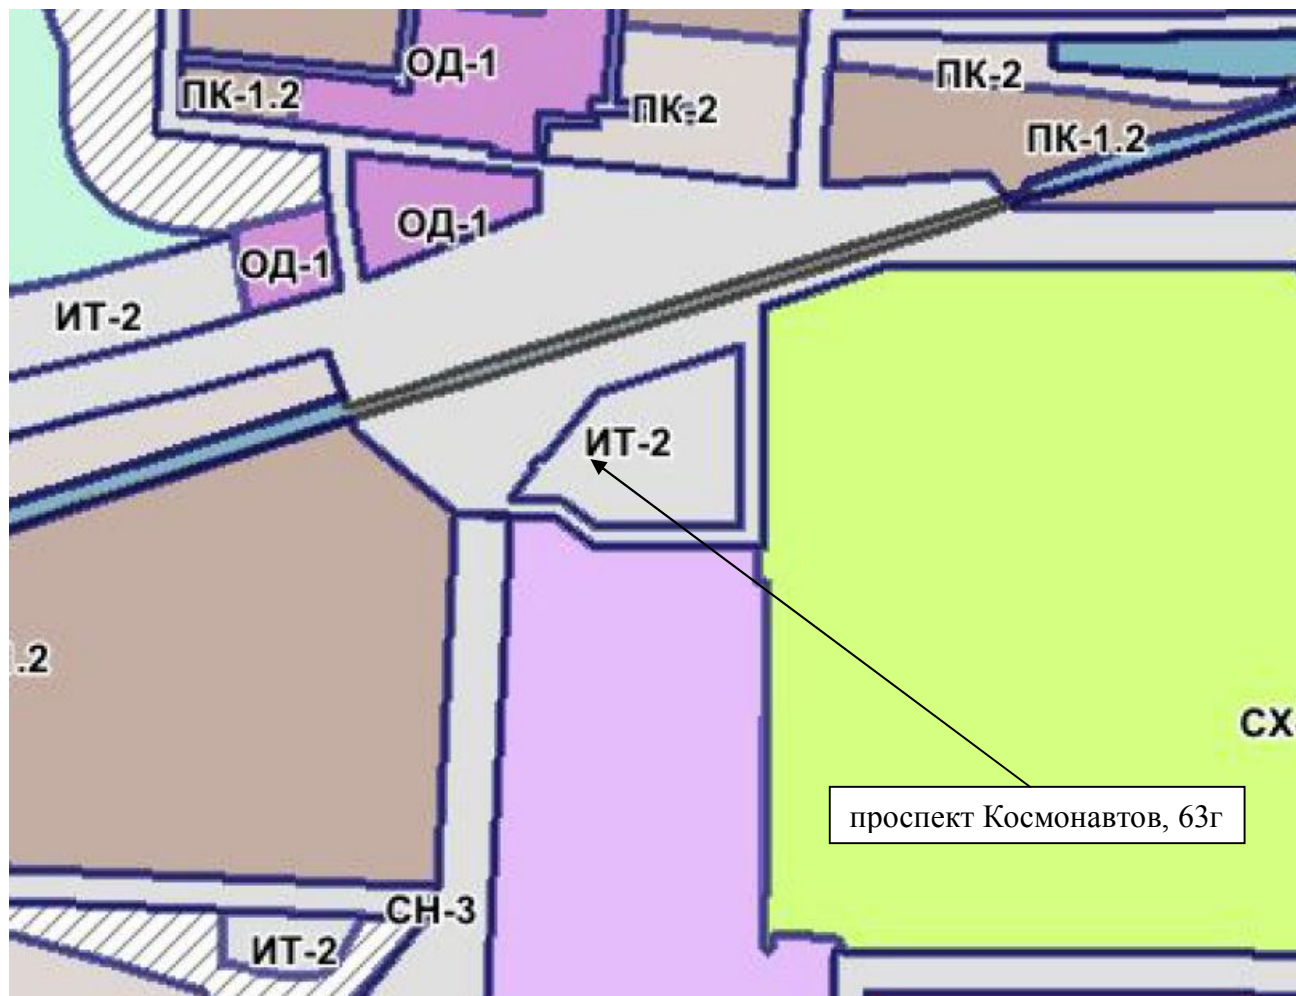 ОД-1
ПК-1.2
ПК-2
ПК-2
ПК-1.2
ОД-1
ОД-1
ИТ-2
ИТ-2
.2
СХ-
проспект Космонавтов, 63г
СН-3
ИТ-2